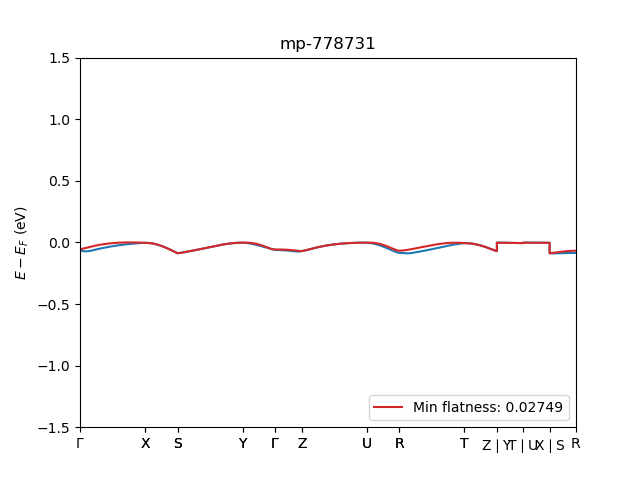 mp-778731
1.5
1.0
0.5
0.0
−0.5
−1.0
−1.5
E − E_F (eV)
Min flatness: 0.02749
Γ X S Y Γ Z U R T Z | Y T | U X | S R